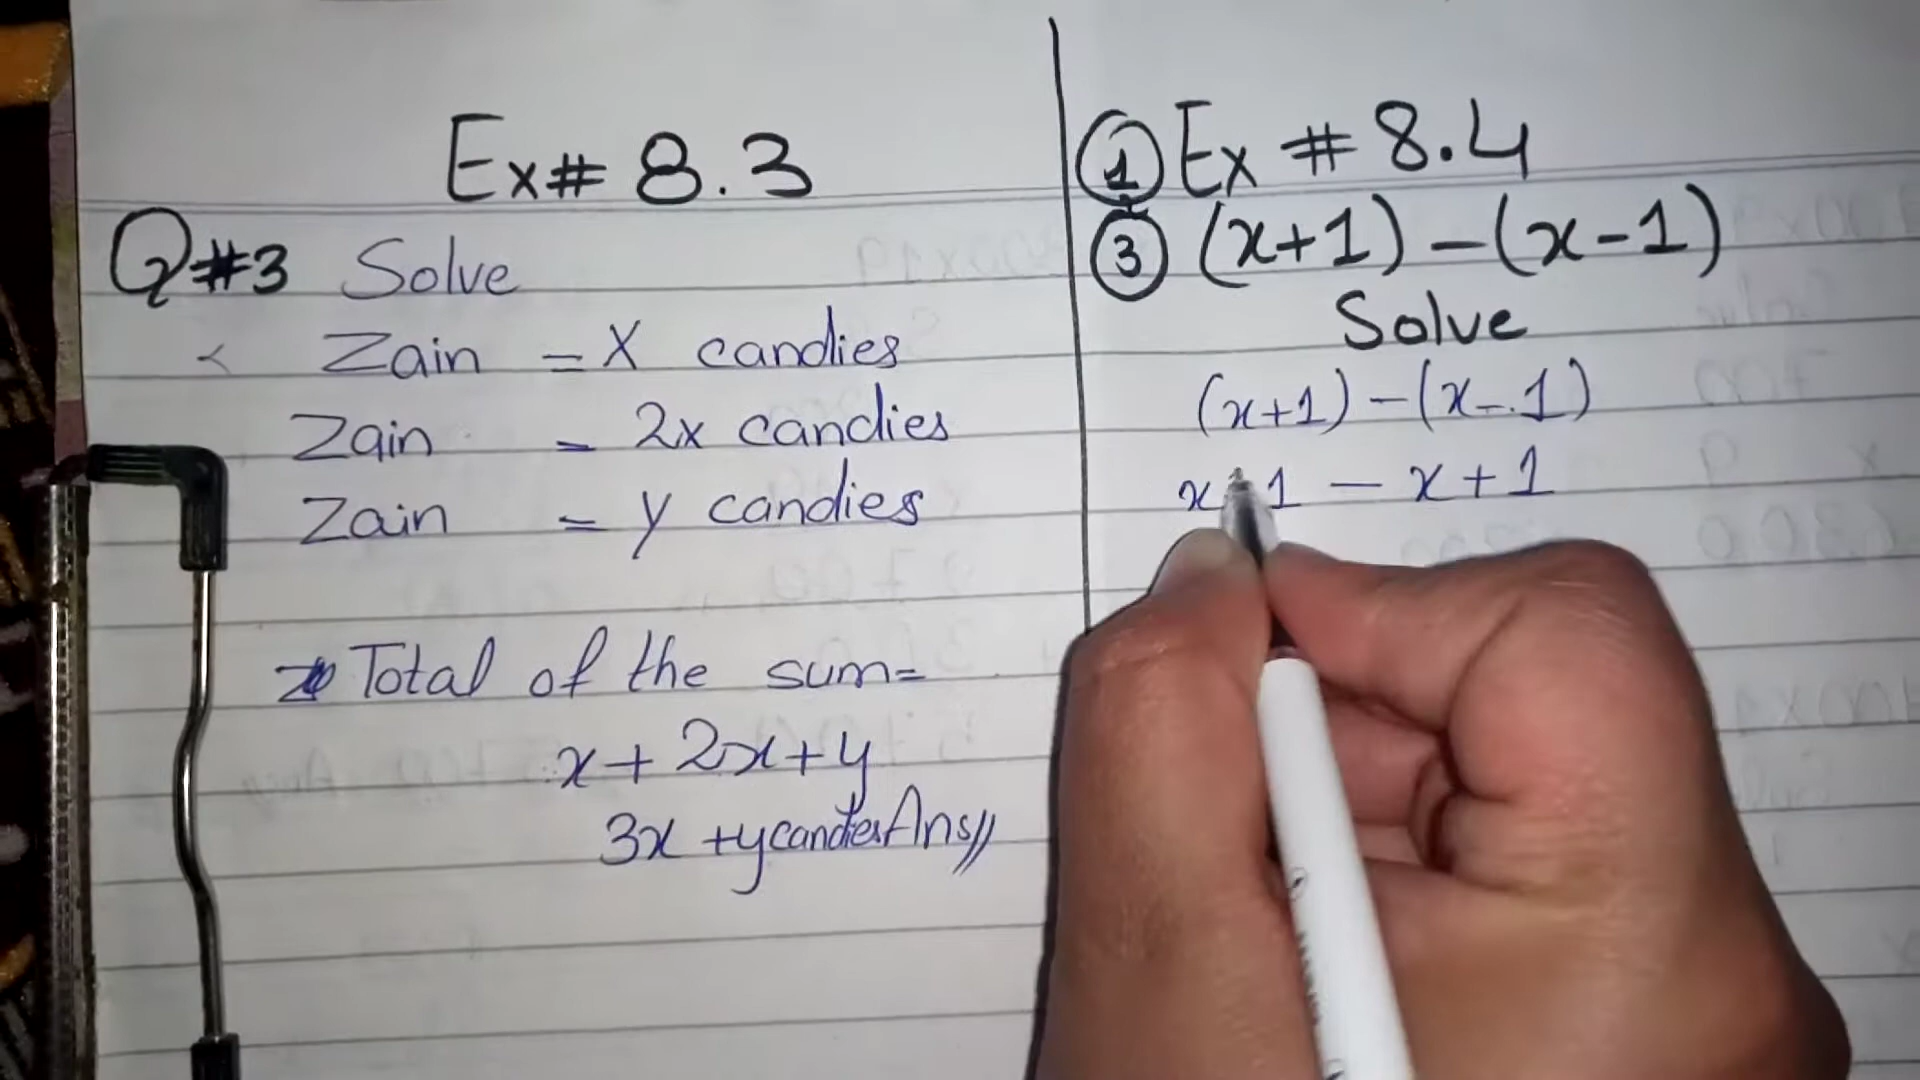 Ex# 8.3
Q#3 Solve
Zain = X candies
Zain = 2x candies
Zain = y candies
Total of the sum=
x + 2x + y
3x + y candies Ans//
① Ex # 8.4
③ (x+1) - (x-1)
Solve
(x+1) - (x-1)
x+1 - x + 1